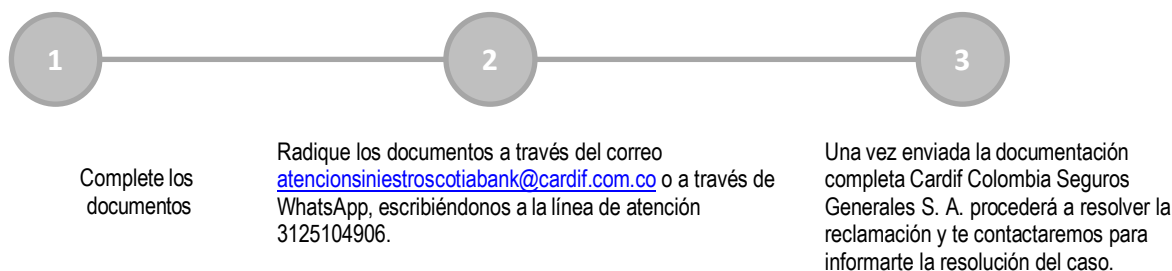 1
2
3
Complete los
documentos
Radique los documentos a través del correo
atencionsiniestroscotiabank@cardif.com.co o a través de
WhatsApp, escribiéndonos a la línea de atención
3125104906.
Una vez enviada la documentación
completa Cardif Colombia Seguros
Generales S. A. procederá a resolver la
reclamación y te contactaremos para
informarte la resolución del caso.